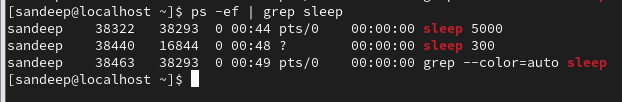 [sandeep@localhost ~]$ ps -ef | grep sleep
sandeep    38322   38293  0 00:44 pts/0    00:00:00 sleep 5000
sandeep    38440   16844  0 00:48 ?        00:00:00 sleep 300
sandeep    38463   38293  0 00:49 pts/0    00:00:00 grep --color=auto sleep
[sandeep@localhost ~]$